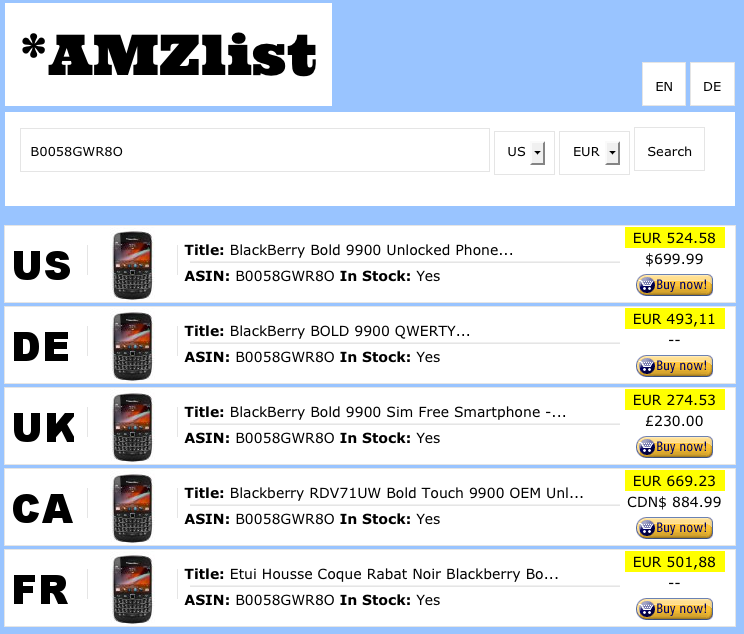 *AMZlist
EN DE
B0058GWR8O US EUR Search
US
Title: BlackBerry Bold 9900 Unlocked Phone...
ASIN: B0058GWR8O In Stock: Yes
EUR 524.58
$699.99
Buy now!
DE
Title: BlackBerry BOLD 9900 QWERTY...
ASIN: B0058GWR8O In Stock: Yes
EUR 493,11
--
Buy now!
UK
Title: BlackBerry Bold 9900 Sim Free Smartphone -...
ASIN: B0058GWR8O In Stock: Yes
EUR 274.53
£230.00
Buy now!
CA
Title: Blackberry RDV71UW Bold Touch 9900 OEM Unl...
ASIN: B0058GWR8O In Stock: Yes
EUR 669.23
CDN$ 884.99
Buy now!
FR
Title: Etui Housse Coque Rabat Noir Blackberry Bo...
ASIN: B0058GWR8O In Stock: Yes
EUR 501,88
--
Buy now!